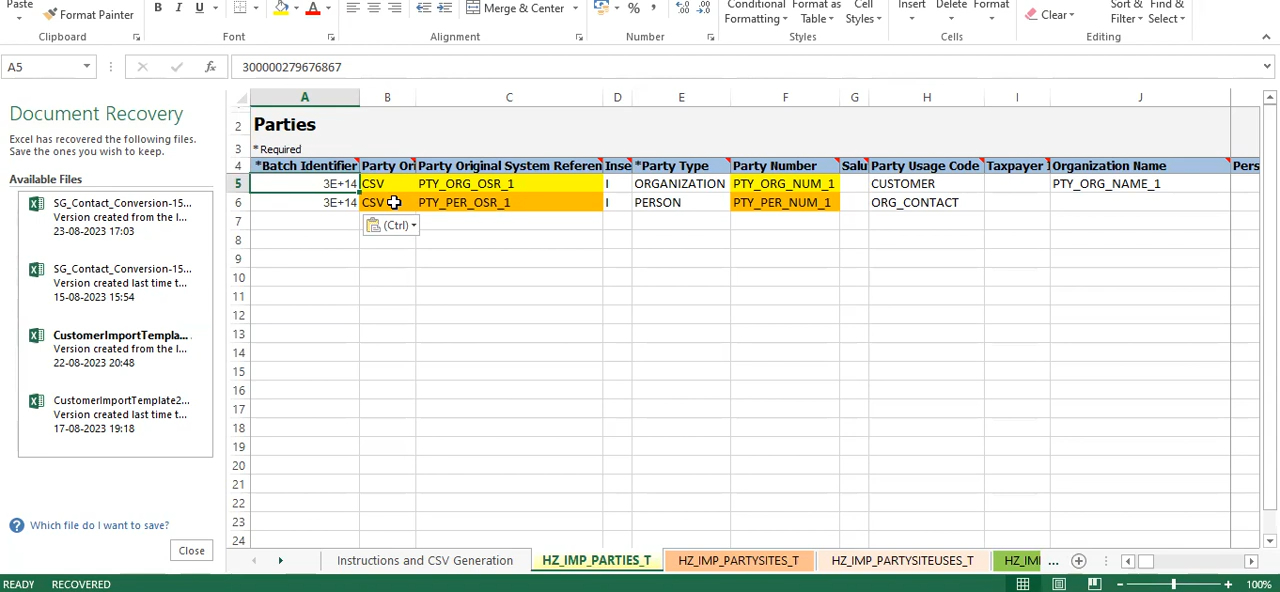 Paste
Format Painter
B I U
A
Merge & Center
% ,
Conditional Formatting
Format as Table
Cell Styles
Insert Delete Format
Clear
Sort & Filter
Find & Select
Clipboard Font Alignment Number Styles Cells Editing
A5 fx 300000279676867
Document Recovery
Excel has recovered the following files.
Save the ones you wish to keep.
Available Files
SG_Contact_Conversion-15...
Version created from the l...
23-08-2023 17:03
SG_Contact_Conversion-15...
Version created last time t...
15-08-2023 15:54
CustomerImportTempla...
Version created from the l...
22-08-2023 20:48
CustomerImportTemplate2...
Version created last time t...
17-08-2023 19:18
Which file do I want to save?
Close
A B C D E F G H I J
2 Parties
3 * Required
4 *Batch Identifier Party Ori Party Original System Referen Inse *Party Type Party Number Salu Party Usage Code Taxpayer I Organization Name Pers
5 3E+14 CSV PTY_ORG_OSR_1 I ORGANIZATION PTY_ORG_NUM_1 CUSTOMER PTY_ORG_NAME_1
6 3E+14 CSV PTY_PER_OSR_1 I PERSON PTY_PER_NUM_1 ORG_CONTACT
(Ctrl)
7
8
9
10
11
12
13
14
15
16
17
18
19
20
21
22
23
24
Instructions and CSV Generation HZ_IMP_PARTIES_T HZ_IMP_PARTYSITES_T HZ_IMP_PARTYSITEUSES_T HZ_IMI ...
READY RECOVERED 100%